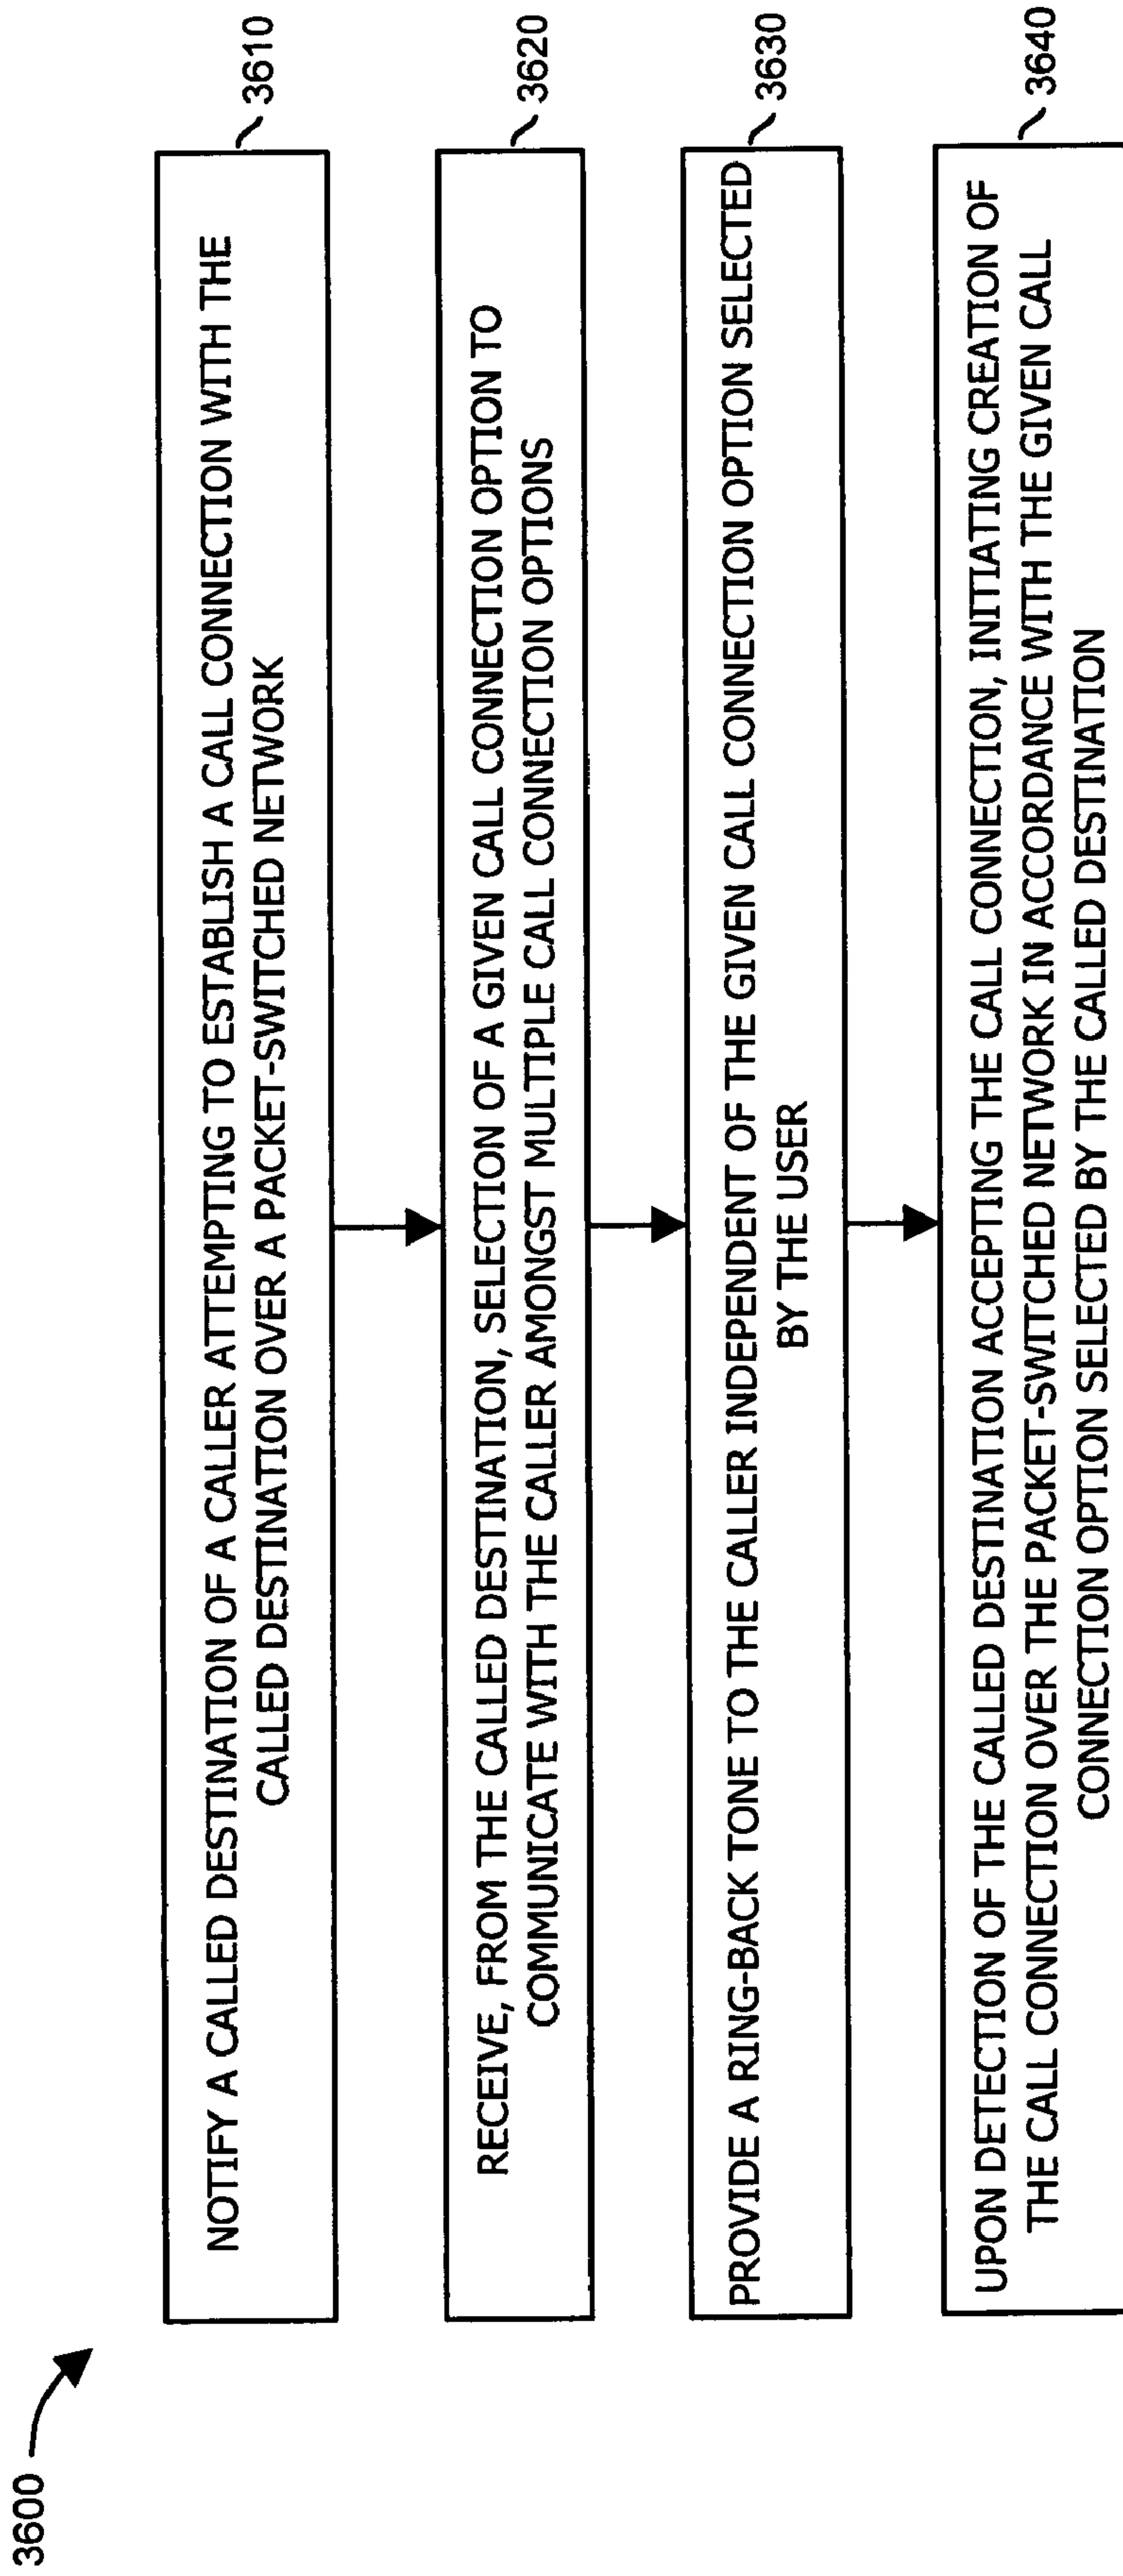 3600
NOTIFY A CALLED DESTINATION OF A CALLER ATTEMPTING TO ESTABLISH A CALL CONNECTION WITH THE
CALLED DESTINATION OVER A PACKET-SWITCHED NETWORK
3610
RECEIVE, FROM THE CALLED DESTINATION, SELECTION OF A GIVEN CALL CONNECTION OPTION TO
COMMUNICATE WITH THE CALLER AMONGST MULTIPLE CALL CONNECTION OPTIONS
3620
PROVIDE A RING-BACK TONE TO THE CALLER INDEPENDENT OF THE GIVEN CALL CONNECTION OPTION SELECTED
BY THE USER
3630
UPON DETECTION OF THE CALLED DESTINATION ACCEPTING THE CALL CONNECTION, INITIATING CREATION OF
THE CALL CONNECTION OVER THE PACKET-SWITCHED NETWORK IN ACCORDANCE WITH THE GIVEN CALL
CONNECTION OPTION SELECTED BY THE CALLED DESTINATION
3640